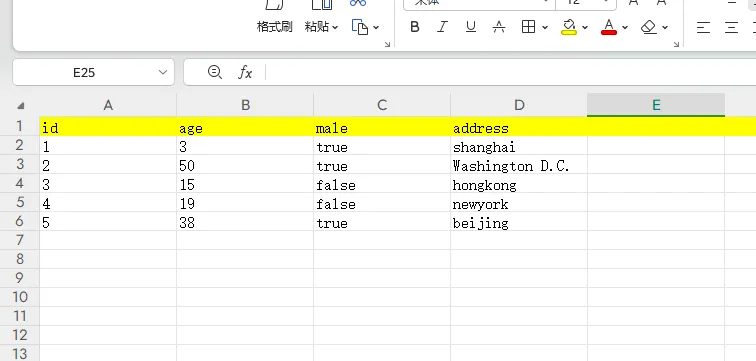 宋体 12 A A
格式刷 粘贴 B I U A A
E25 fx
A B C D E
1 id age male address
2 1 3 true shanghai
3 2 50 true Washington D.C.
4 3 15 false hongkong
5 4 19 false newyork
6 5 38 true beijing
7
8
9
10
11
12
13